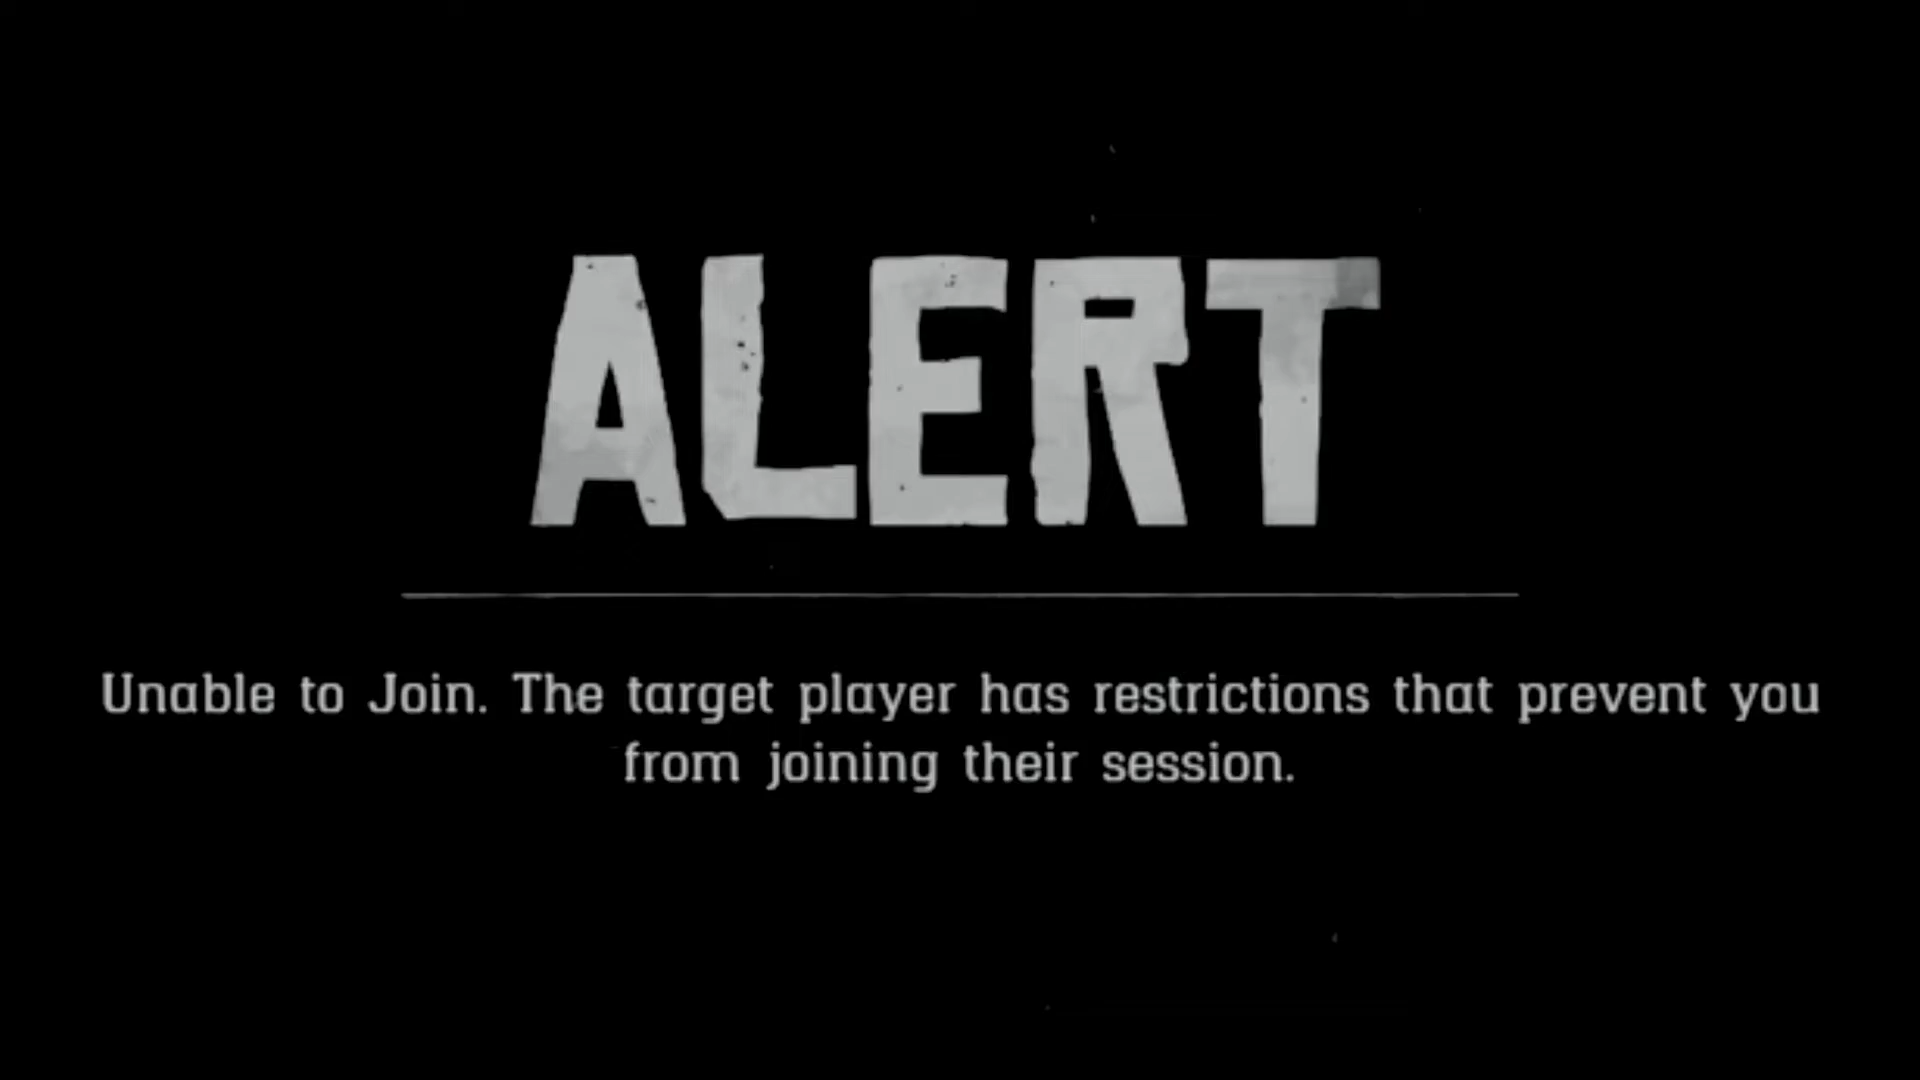 ALERT
Unable to Join. The target player has restrictions that prevent you
from joining their session.